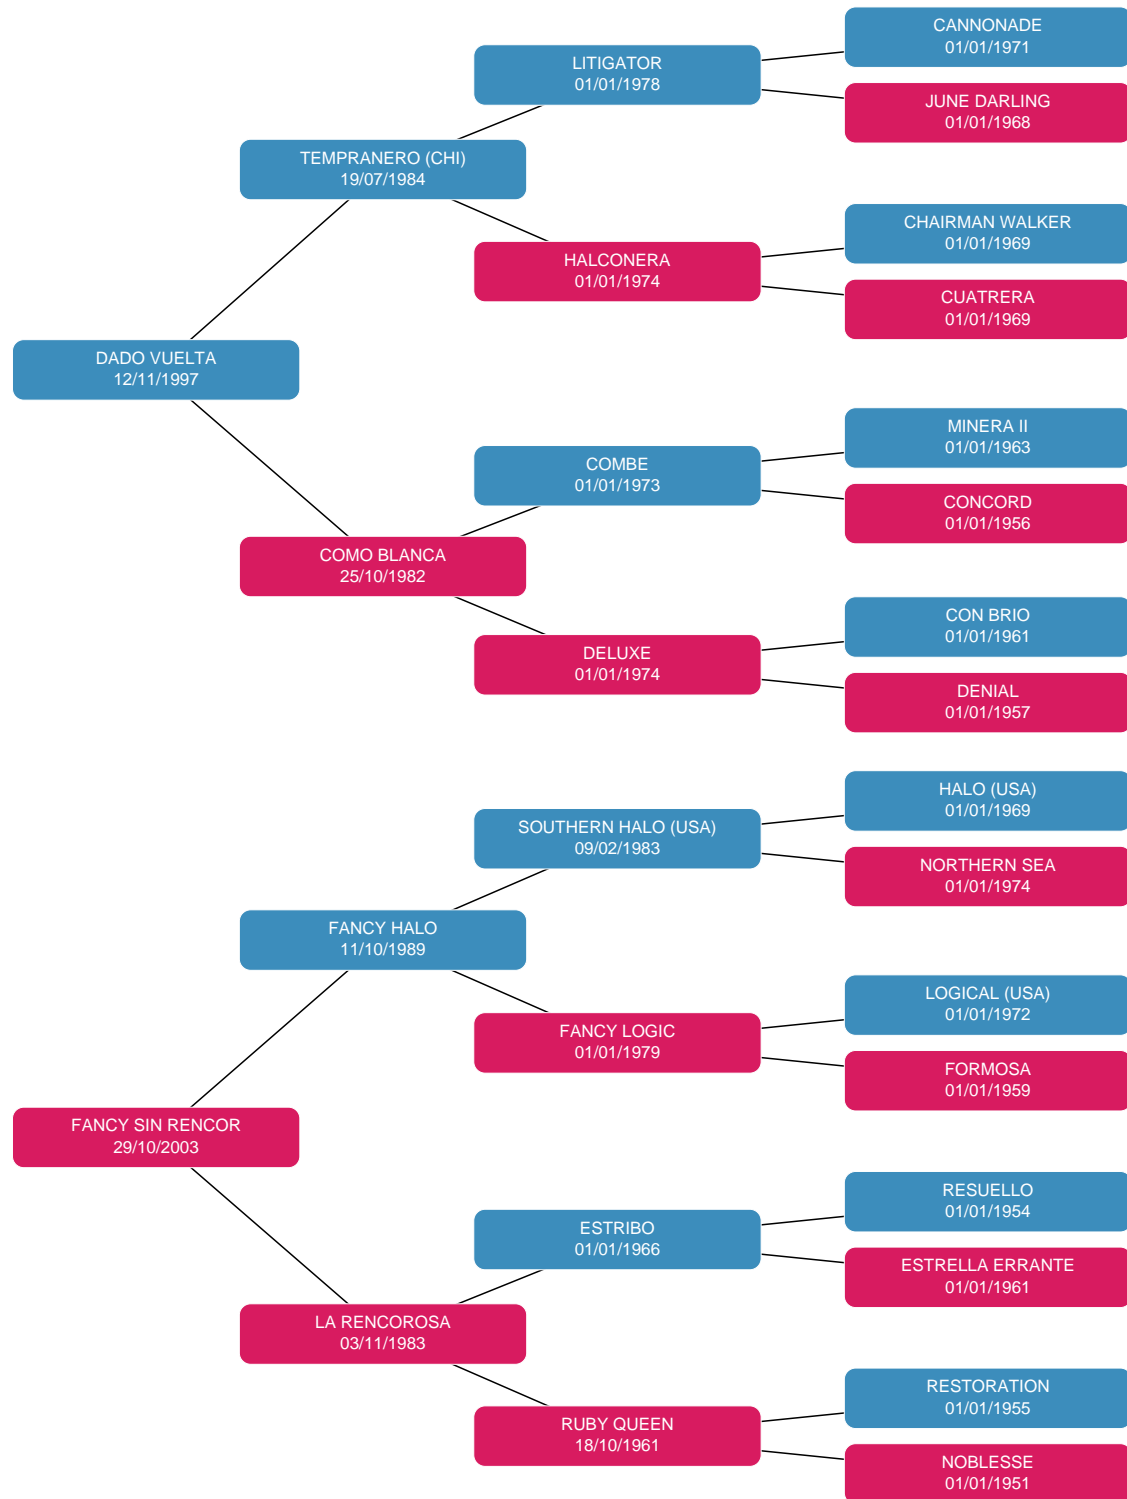 CANNONADE
01/01/1971
LITIGATOR
01/01/1978
JUNE DARLING
01/01/1968
TEMPRANERO (CHI)
19/07/1984
CHAIRMAN WALKER
01/01/1969
HALCONERA
01/01/1974
CUATRERA
01/01/1969
DADO VUELTA
12/11/1997
MINERA II
01/01/1963
COMBE
01/01/1973
CONCORD
01/01/1956
COMO BLANCA
25/10/1982
CON BRIO
01/01/1961
DELUXE
01/01/1974
DENIAL
01/01/1957
HALO (USA)
01/01/1969
SOUTHERN HALO (USA)
09/02/1983
NORTHERN SEA
01/01/1974
FANCY HALO
11/10/1989
LOGICAL (USA)
01/01/1972
FANCY LOGIC
01/01/1979
FORMOSA
01/01/1959
FANCY SIN RENCOR
29/10/2003
RESUELLO
01/01/1954
ESTRIBO
01/01/1966
ESTRELLA ERRANTE
01/01/1961
LA RENCOROSA
03/11/1983
RESTORATION
01/01/1955
RUBY QUEEN
18/10/1961
NOBLESSE
01/01/1951